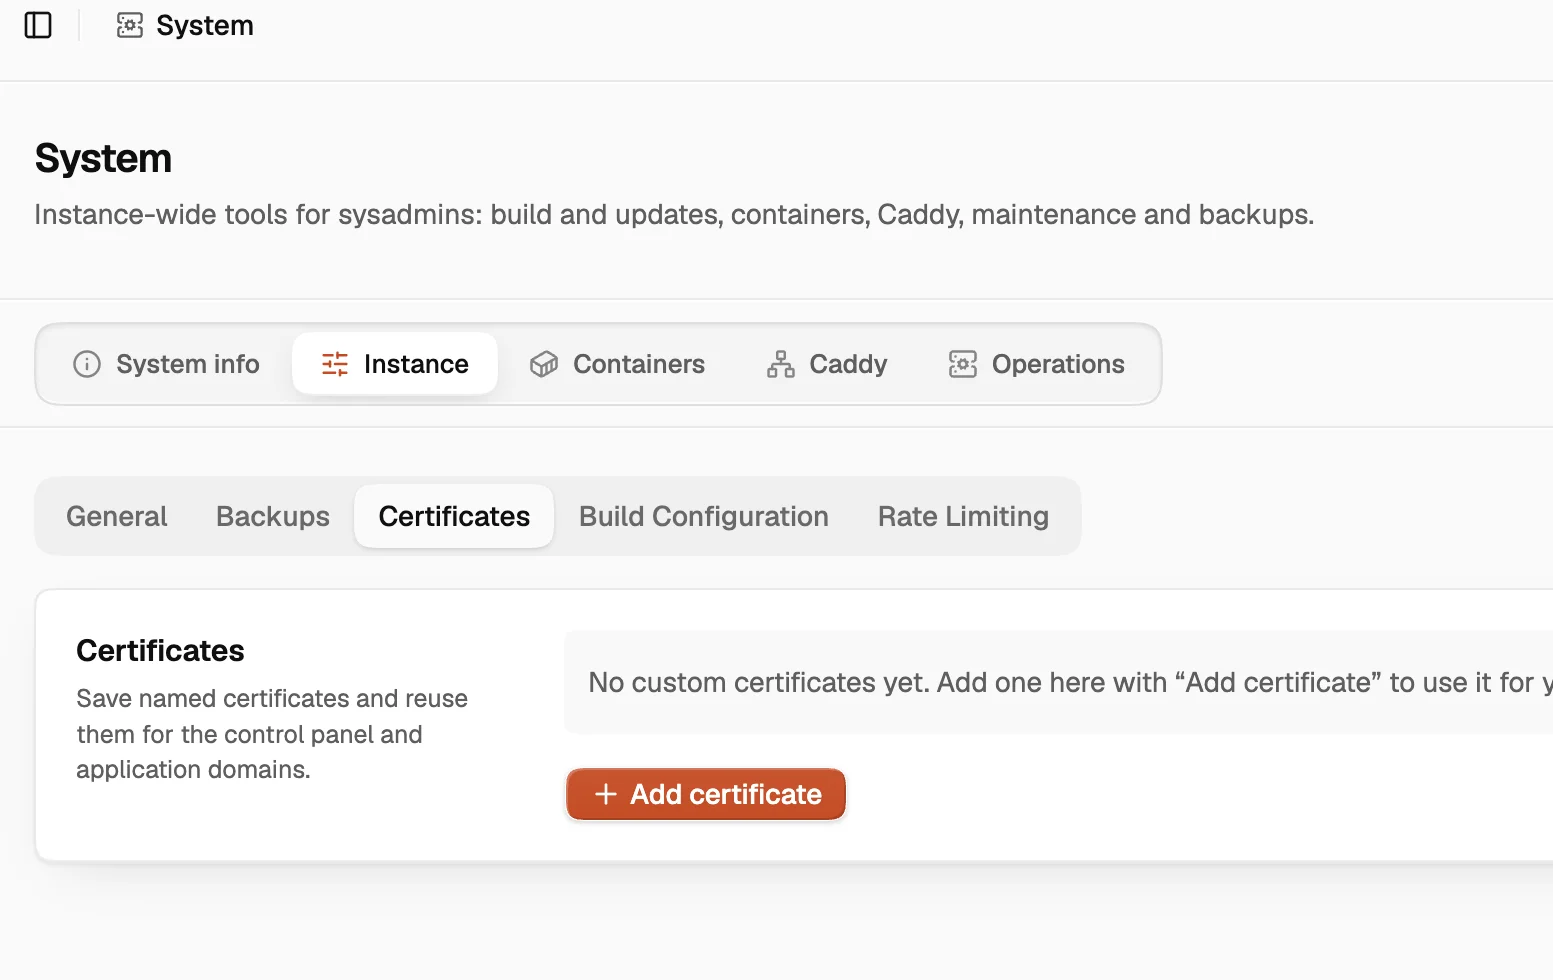 System
System
Instance-wide tools for sysadmins: build and updates, containers, Caddy, maintenance and backups.
System info
Instance
Containers
Caddy
Operations
General
Backups
Certificates
Build Configuration
Rate Limiting
Certificates
Save named certificates and reuse
them for the control panel and
application domains.
No custom certificates yet. Add one here with “Add certificate” to use it for
+ Add certificate